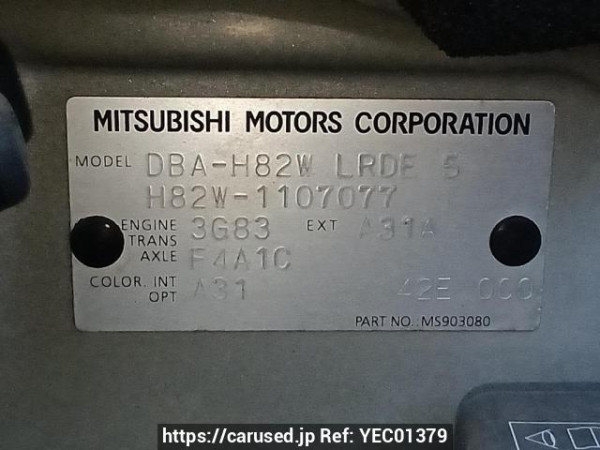 MITSUBISHI MOTORS CORPORATION
MODEL DBA-H82W LRDE 5
H82W-1107077
ENGINE 3G83 EXT A31A
TRANS
AXLE F4A1C
COLOR. INT A31 42E 000
OPT
PART NO.: MS903080
https://carused.jp Ref: YEC01379